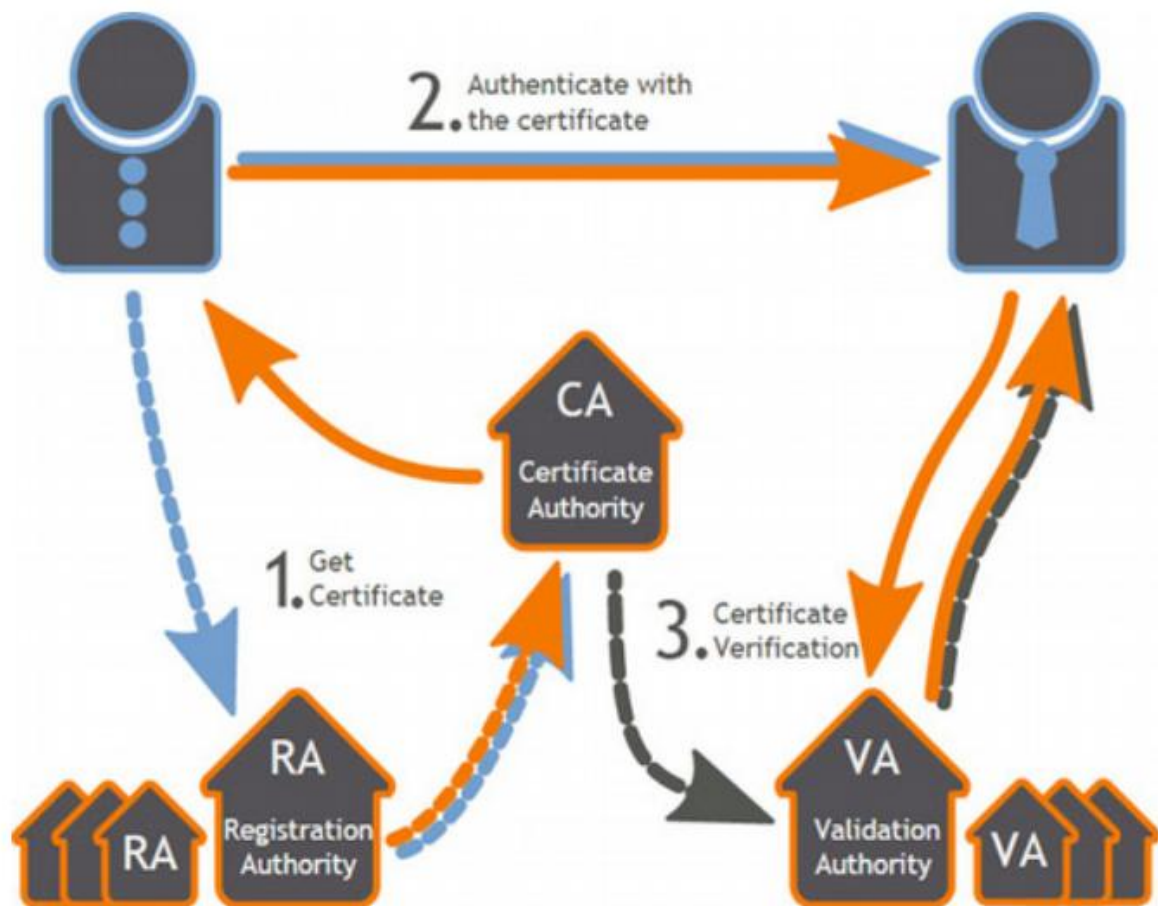 2. Authenticate with
the certificate
CA
Certificate
Authority
1. Get
Certificate
3. Certificate
Verification
RA
Registration
Authority
RA
VA
Validation
Authority
VA